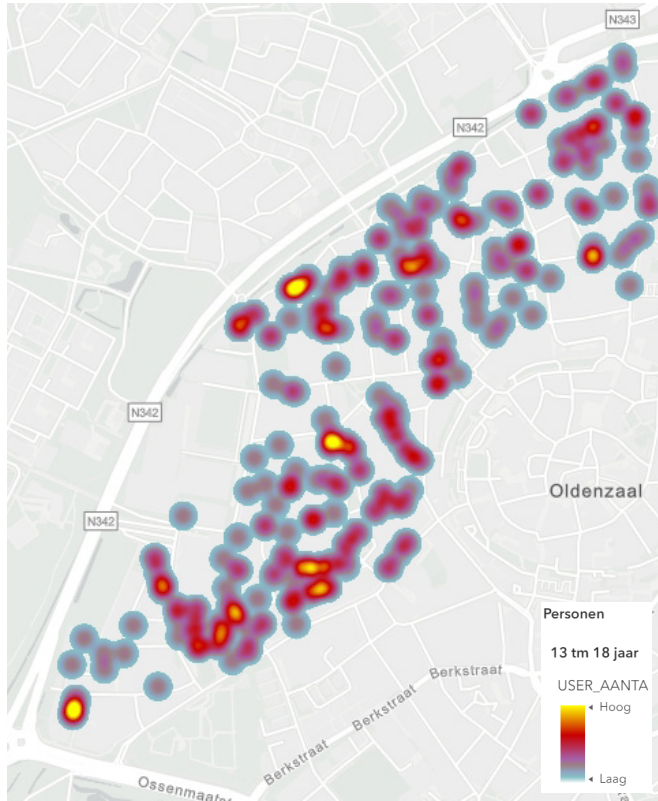 N343
N342
N342
Oldenzaal
N342
Berkstraat
Berkstraat
Berkstraat
Personen
13 tm 18 jaar
USER_AANTA
Hoog
Laag